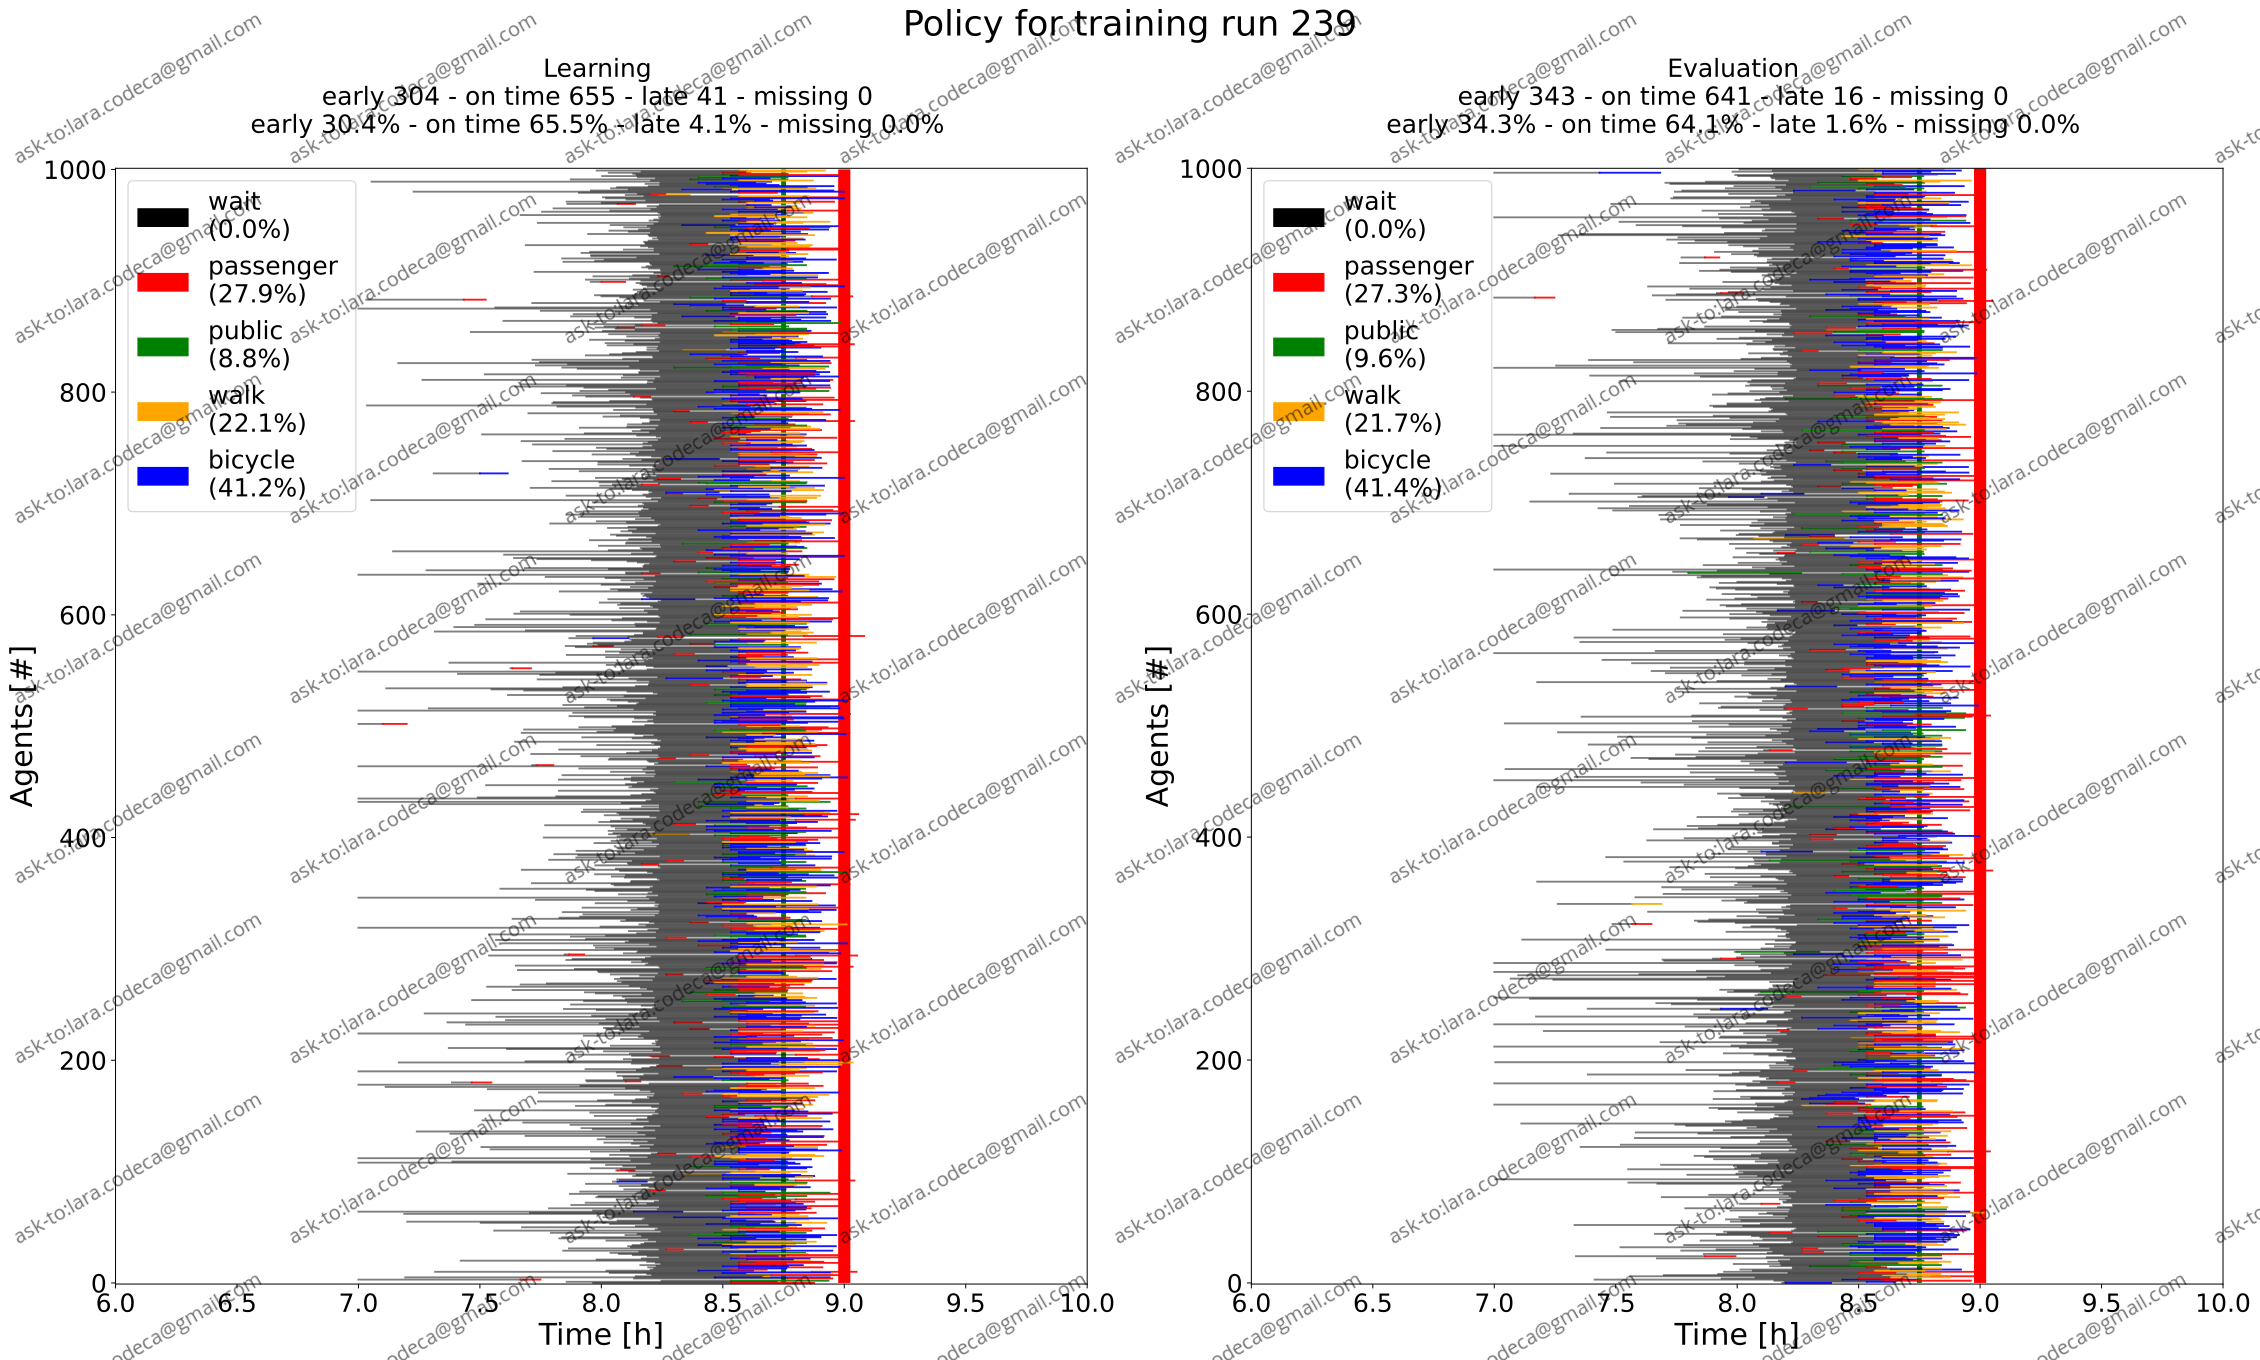 Policy for training run 239
Learning
early 304 - on time 655 - late 41 - missing 0
early 30.4% - on time 65.5% - late 4.1% - missing 0.0%
1000
800
600
400
200
0
Agents [#]
wait
(0.0%)
passenger
(27.9%)
public
(8.8%)
walk
(22.1%)
bicycle
(41.2%)
6.0 6.5 7.0 7.5 8.0 8.5 9.0 9.5 10.0
Time [h]
Evaluation
early 343 - on time 641 - late 16 - missing 0
early 34.3% - on time 64.1% - late 1.6% - missing 0.0%
1000
800
600
400
200
0
Agents [#]
wait
(0.0%)
passenger
(27.3%)
public
(9.6%)
walk
(21.7%)
bicycle
(41.4%)
6.0 6.5 7.0 7.5 8.0 8.5 9.0 9.5 10.0
Time [h]
ask-to:lara.codeca@gmail.com